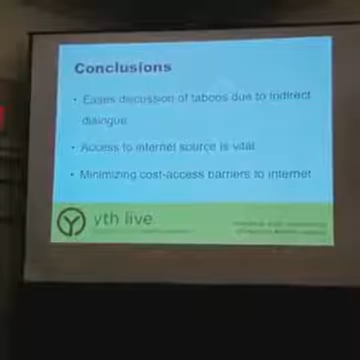 Conclusions
• Eases discussion of taboos due to indirect
dialogue
• Access to internet source is vital
• Minimizing cost-access barriers to internet
yth live